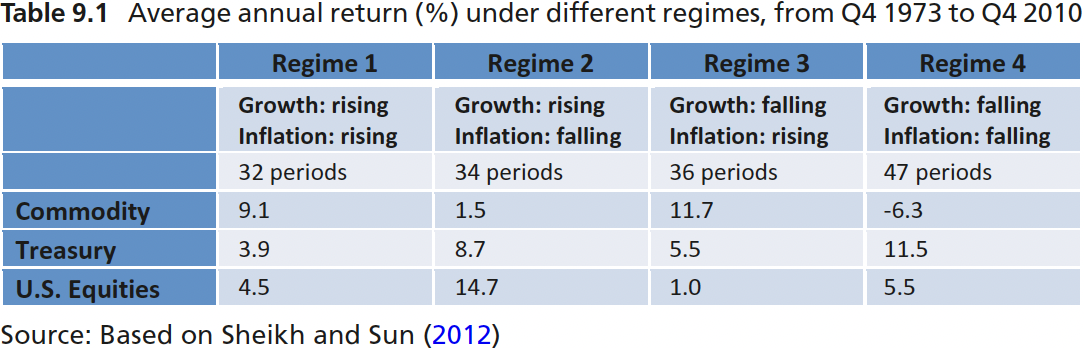 Table 9.1 Average annual return (%) under different regimes, from Q4 1973 to Q4 2010
Regime 1 Regime 2 Regime 3 Regime 4
Growth: rising Growth: rising Growth: falling Growth: falling
Inflation: rising Inflation: falling Inflation: rising Inflation: falling
32 periods 34 periods 36 periods 47 periods
Commodity 9.1 1.5 11.7 -6.3
Treasury 3.9 8.7 5.5 11.5
U.S. Equities 4.5 14.7 1.0 5.5
Source: Based on Sheikh and Sun (2012)